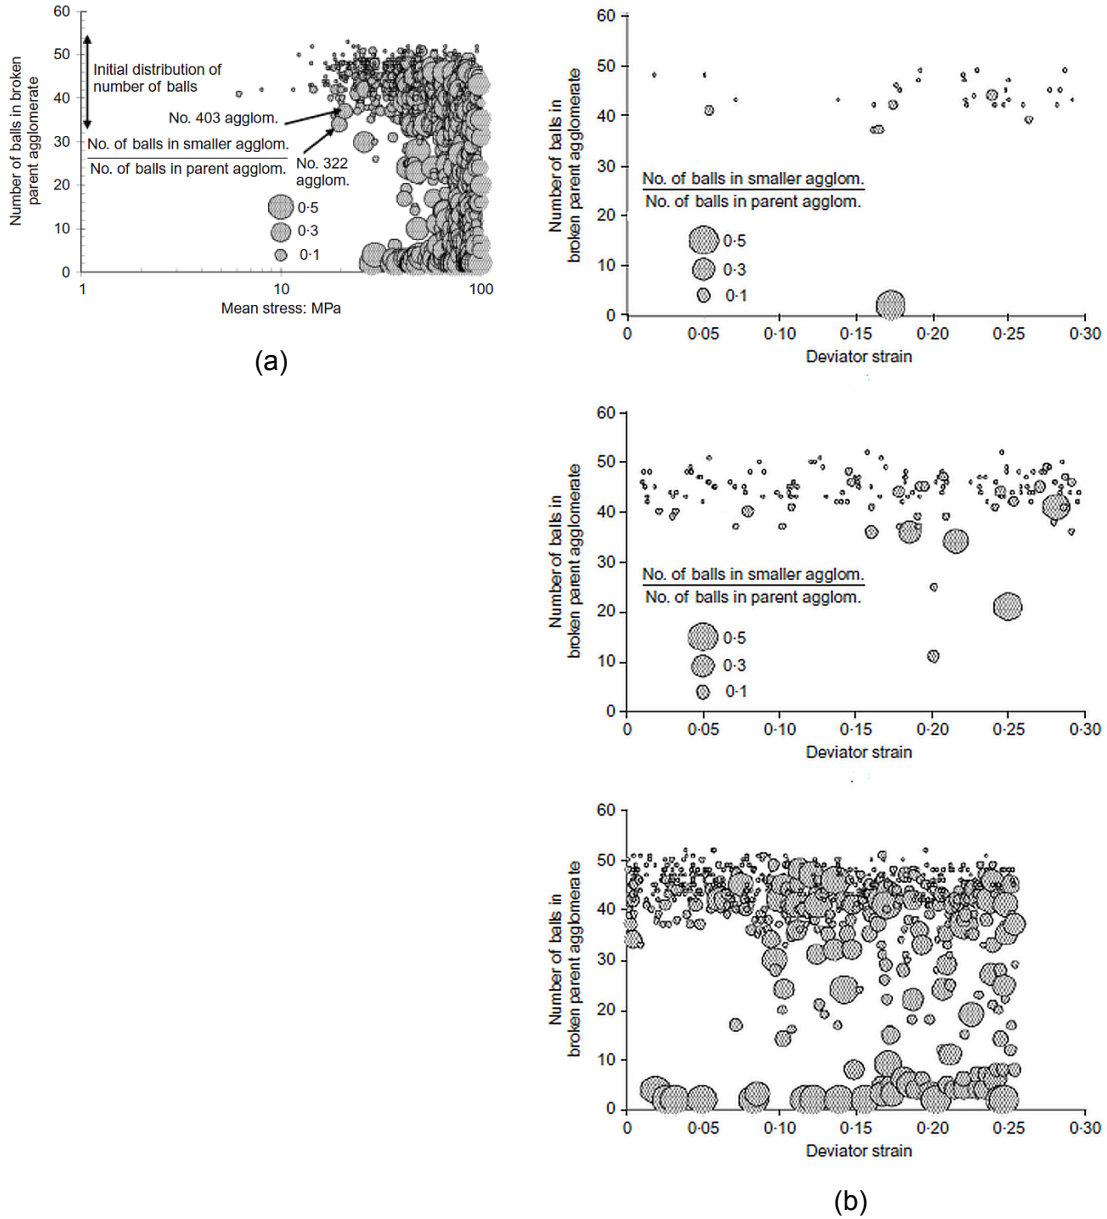 60
50
40
30
20
10
0
Number of balls in broken
parent agglomerate
Initial distribution of
number of balls
No. 403 agglom.
No. of balls in smaller agglom.
No. of balls in parent agglom.
No. 322
agglom.
0·5
0·3
0·1
1
10
100
Mean stress: MPa
(a)
60
50
40
30
20
10
0
Number of balls in
broken parent agglomerate
No. of balls in smaller agglom.
No. of balls in parent agglom.
0·5
0·3
0·1
0
0·05
0·10
0·15
0·20
0·25
0·30
Deviator strain
60
50
40
30
20
10
0
Number of balls in
broken parent agglomerate
No. of balls in smaller agglom.
No. of balls in parent agglom.
0·5
0·3
0·1
0
0·05
0·10
0·15
0·20
0·25
0·30
Deviator strain
60
50
40
30
20
10
0
Number of balls in
broken parent agglomerate
0
0·05
0·10
0·15
0·20
0·25
0·30
Deviator strain
(b)